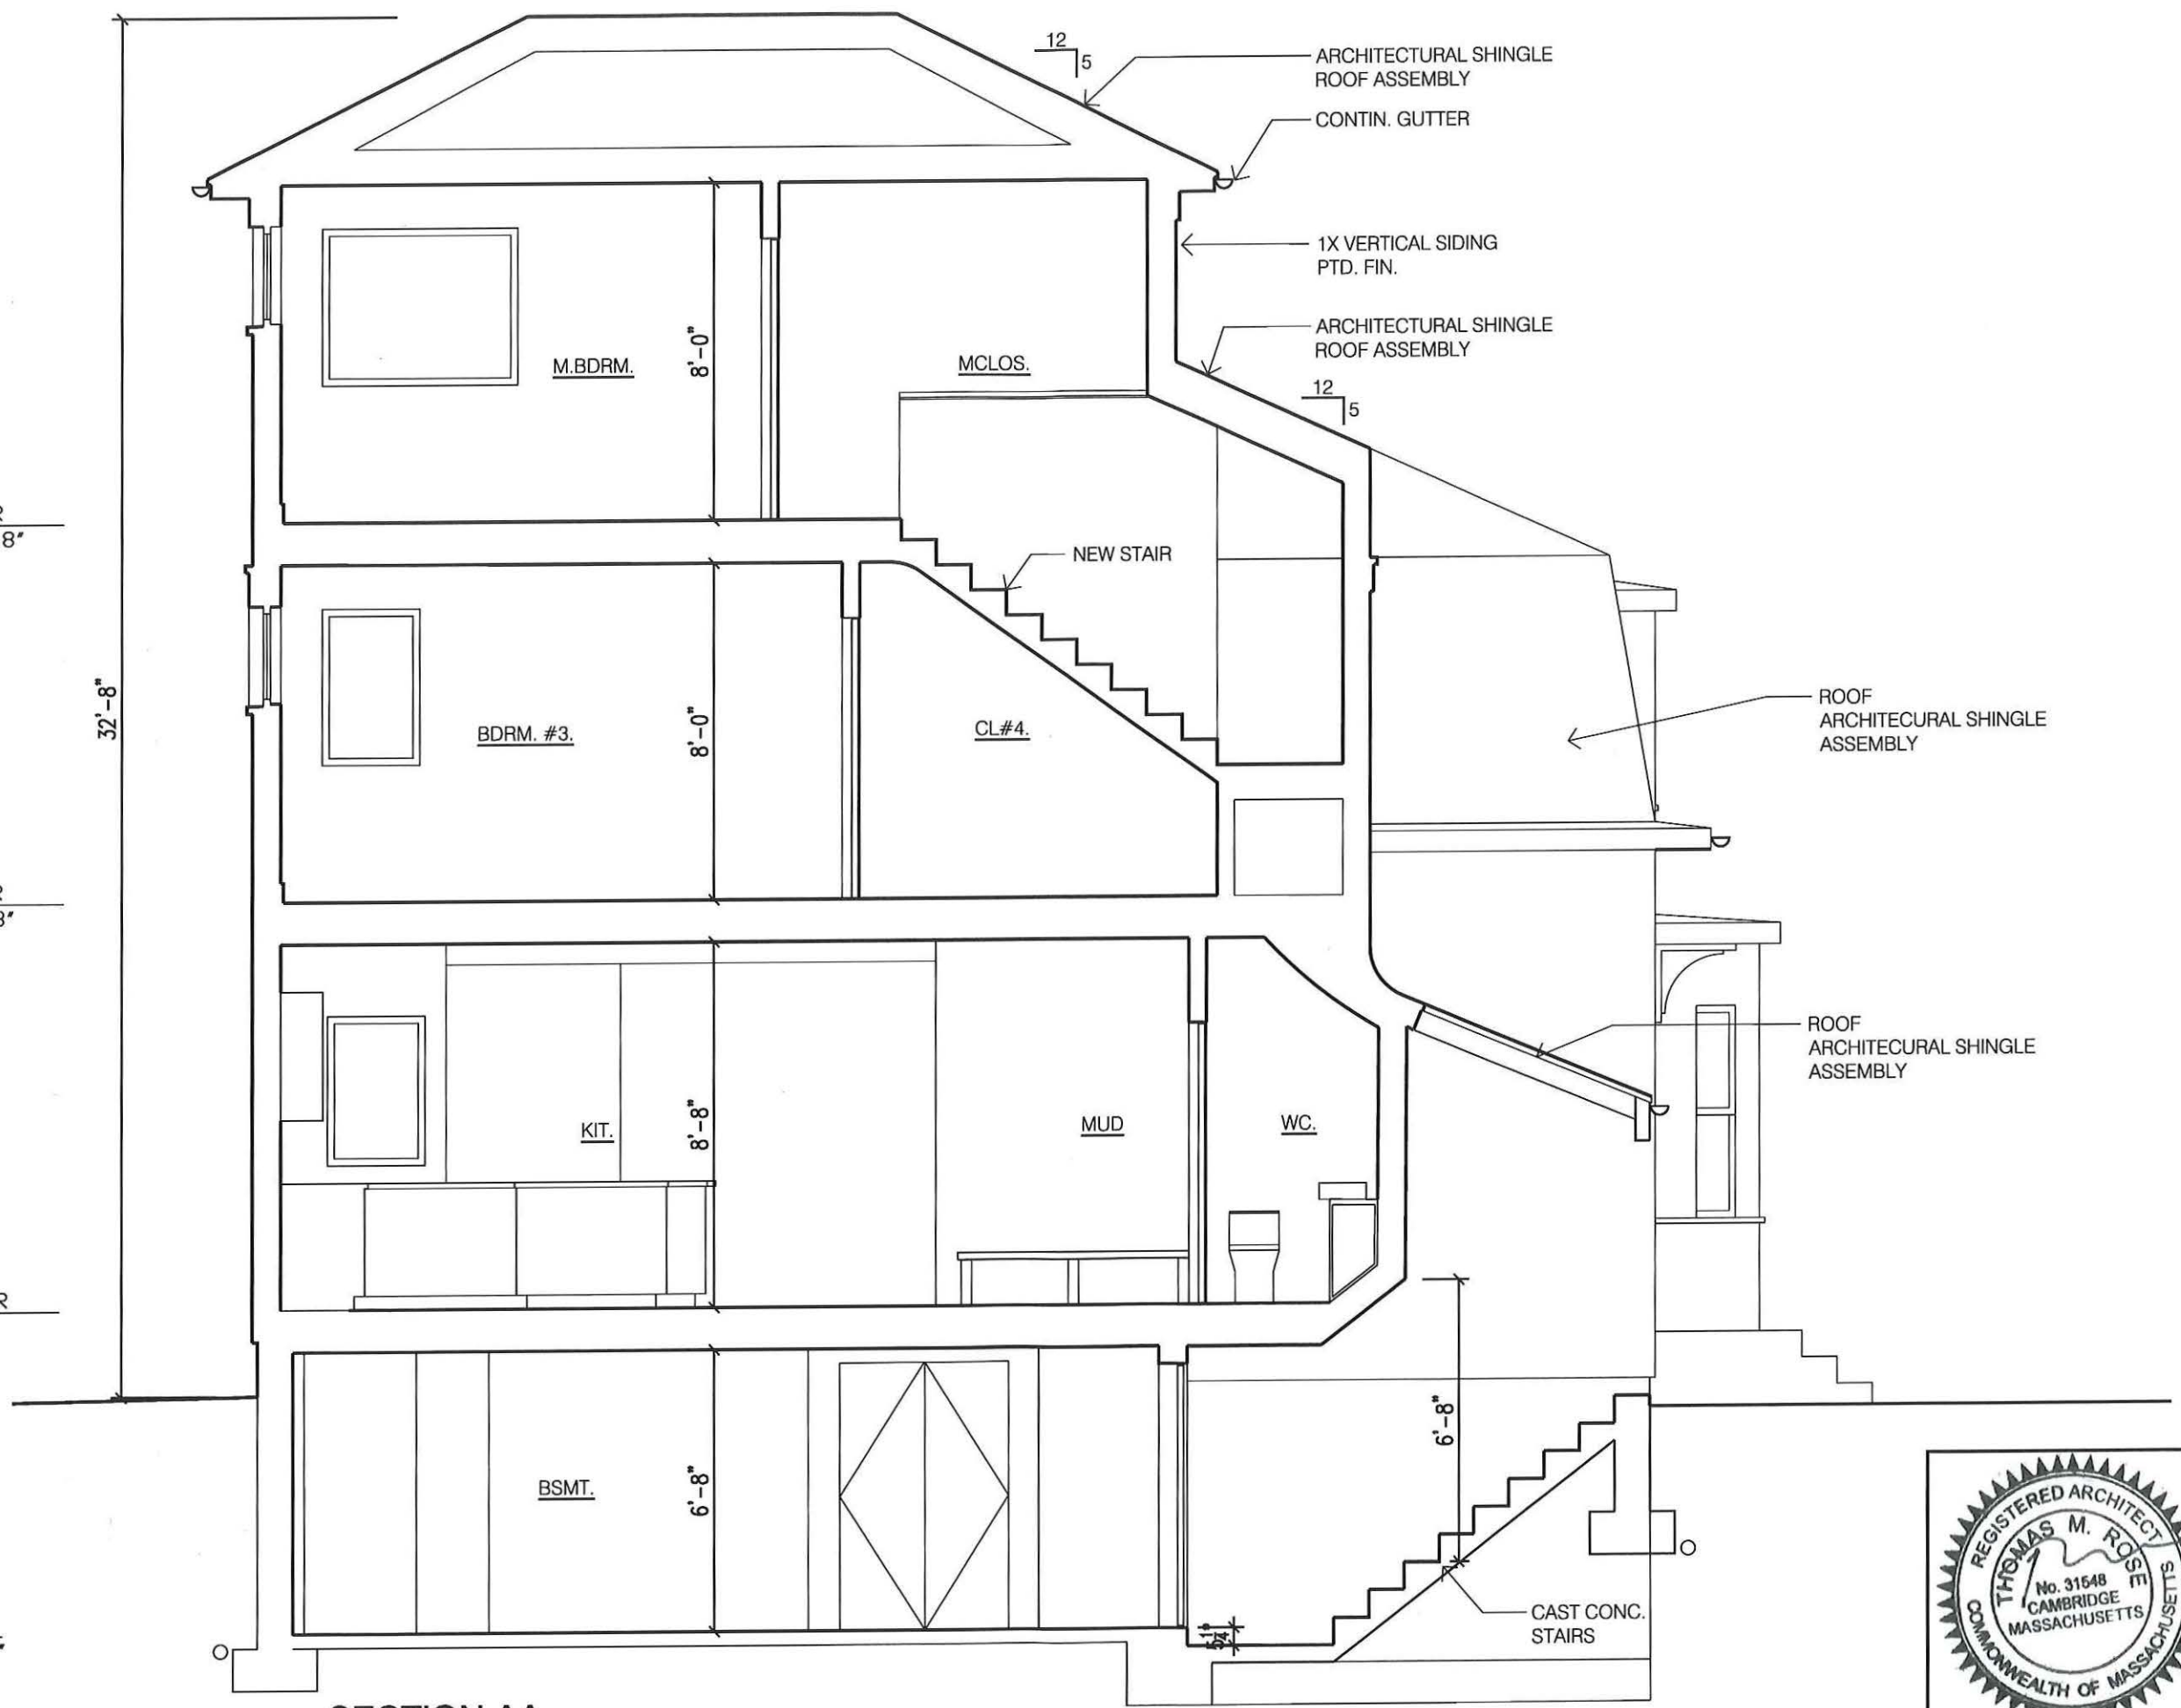 12
5
ARCHITECTURAL SHINGLE
ROOF ASSEMBLY
CONTIN. GUTTER
1X VERTICAL SIDING
PTD. FIN.
ARCHITECTURAL SHINGLE
ROOF ASSEMBLY
12
5
M.BDRM.
8'-0"
MCLOS.
8"
NEW STAIR
32'-8"
BDRM. #3.
8'-0"
CL#4.
ROOF
ARCHITECURAL SHINGLE
ASSEMBLY
KIT.
8'-8"
MUD
WC.
ROOF
ARCHITECURAL SHINGLE
ASSEMBLY
R
BSMT.
6'-8"
6'-8"
CAST CONC.
STAIRS
REGISTERED ARCHITECT
THOMAS M. ROSE
No. 31548
CAMBRIDGE
MASSACHUSETTS
COMMONWEALTH OF MASSACHUSETTS